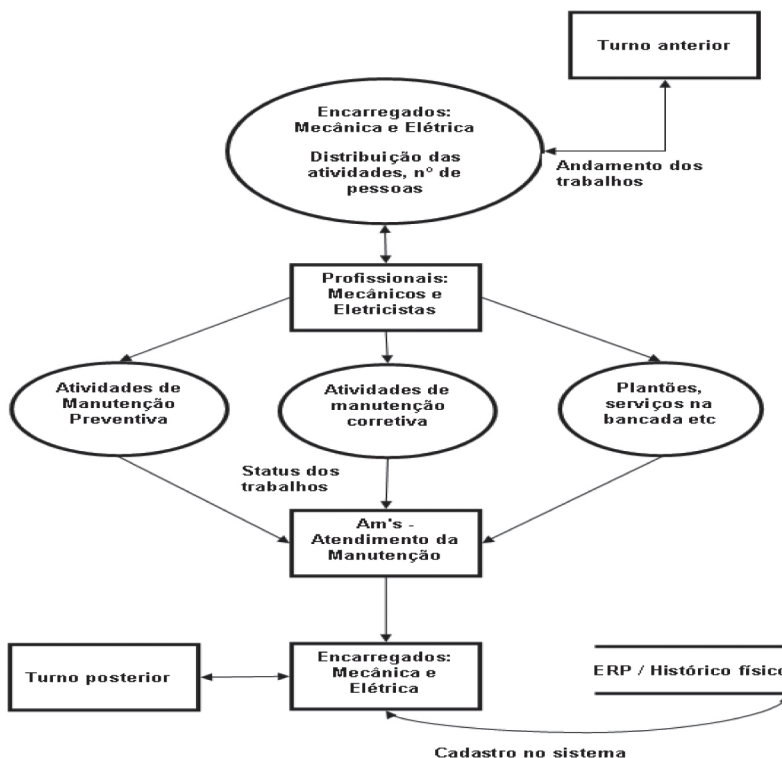 Turno anterior
Encarregados:
Mecânica e Elétrica
Distribuição das
atividades, nº de
pessoas
Andamento dos
trabalhos
Profissionais:
Mecânicos e
Eletricistas
Atividades de
Manutenção
Preventiva
Atividades de
manutenção
corretiva
Plantões,
serviços na
bancada etc
Status dos
trabalhos
Am's -
Atendimento da
Manutenção
Turno posterior
Encarregados:
Mecânica e
Elétrica
ERP / Histórico físico
Cadastro no sistema